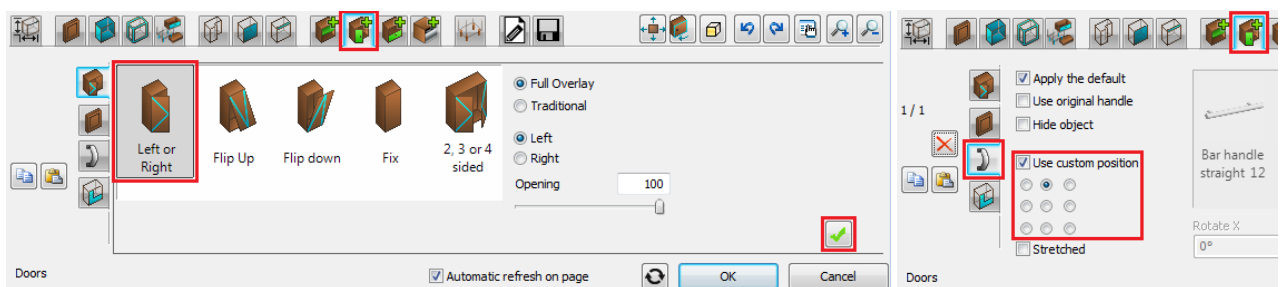 Left or
Right
Flip Up
Flip down
Fix
2, 3 or 4
sided
Full Overlay
Traditional
Left
Right
Opening
100
Doors
Automatic refresh on page
OK
Cancel
1 / 1
Apply the default
Use original handle
Hide object
Use custom position
Stretched
Bar handle
straight 12
Rotate X
0°
Doors